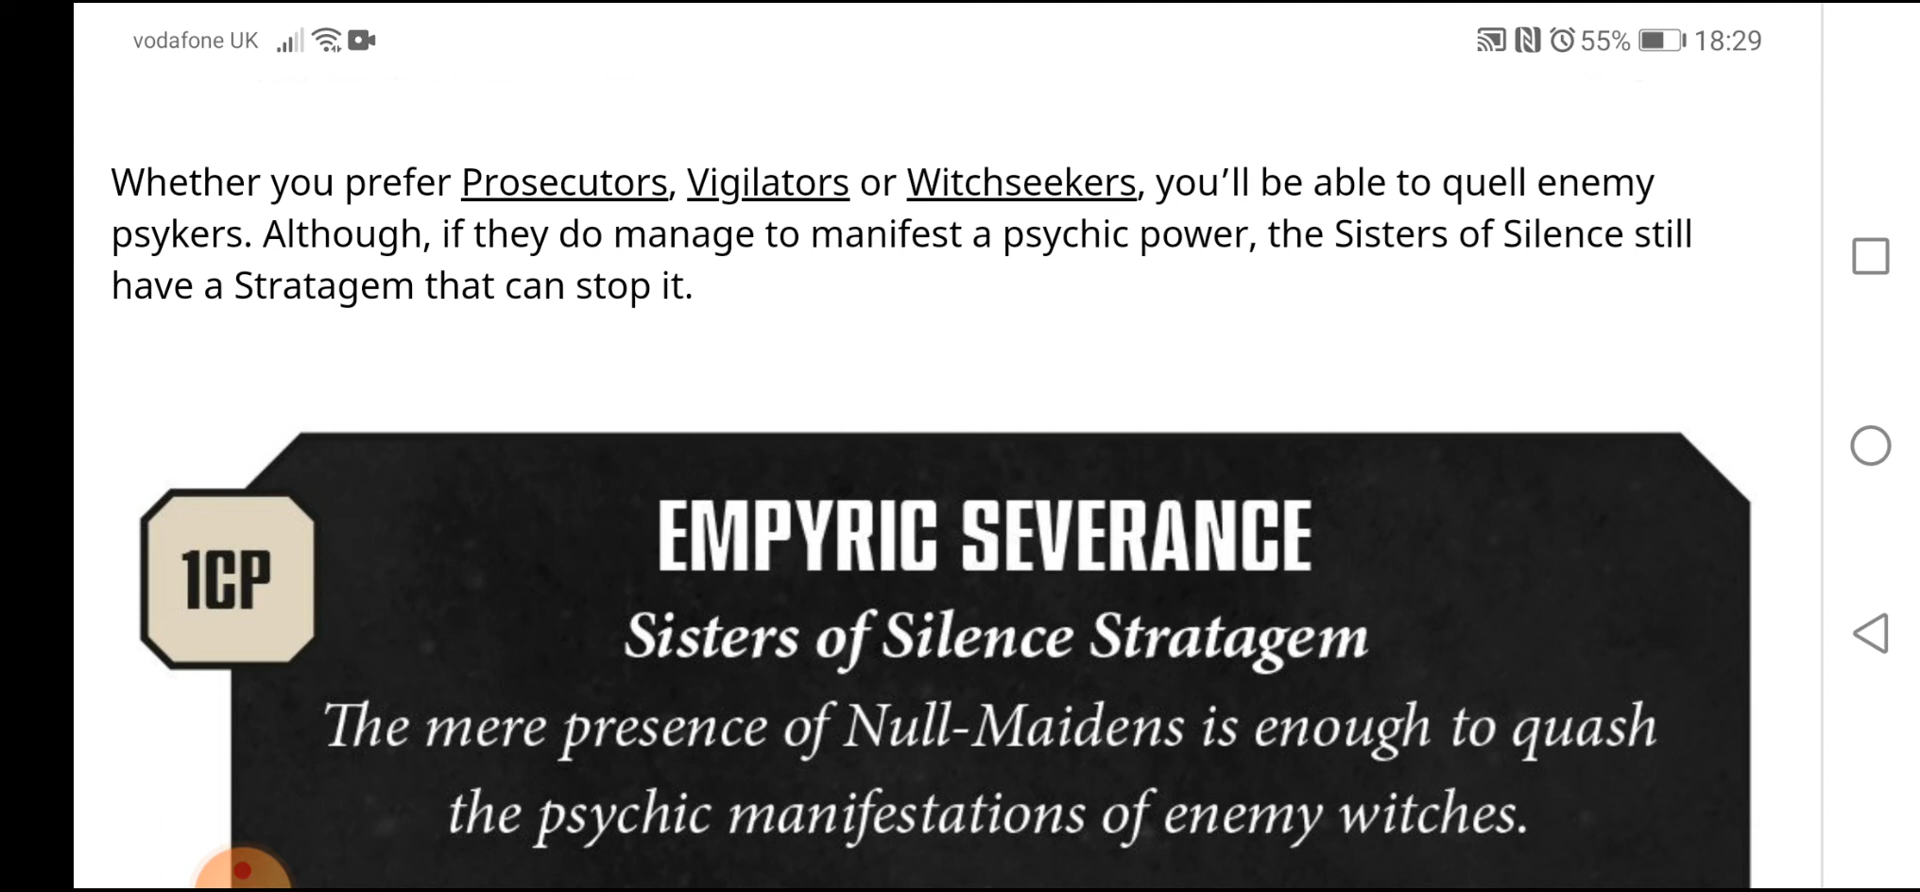 vodafone UK 55% 18:29
Whether you prefer Prosecutors, Vigilators or Witchseekers, you’ll be able to quell enemy
psykers. Although, if they do manage to manifest a psychic power, the Sisters of Silence still
have a Stratagem that can stop it.
EMPYRIC SEVERANCE
1CP
Sisters of Silence Stratagem
The mere presence of Null-Maidens is enough to quash
the psychic manifestations of enemy witches.